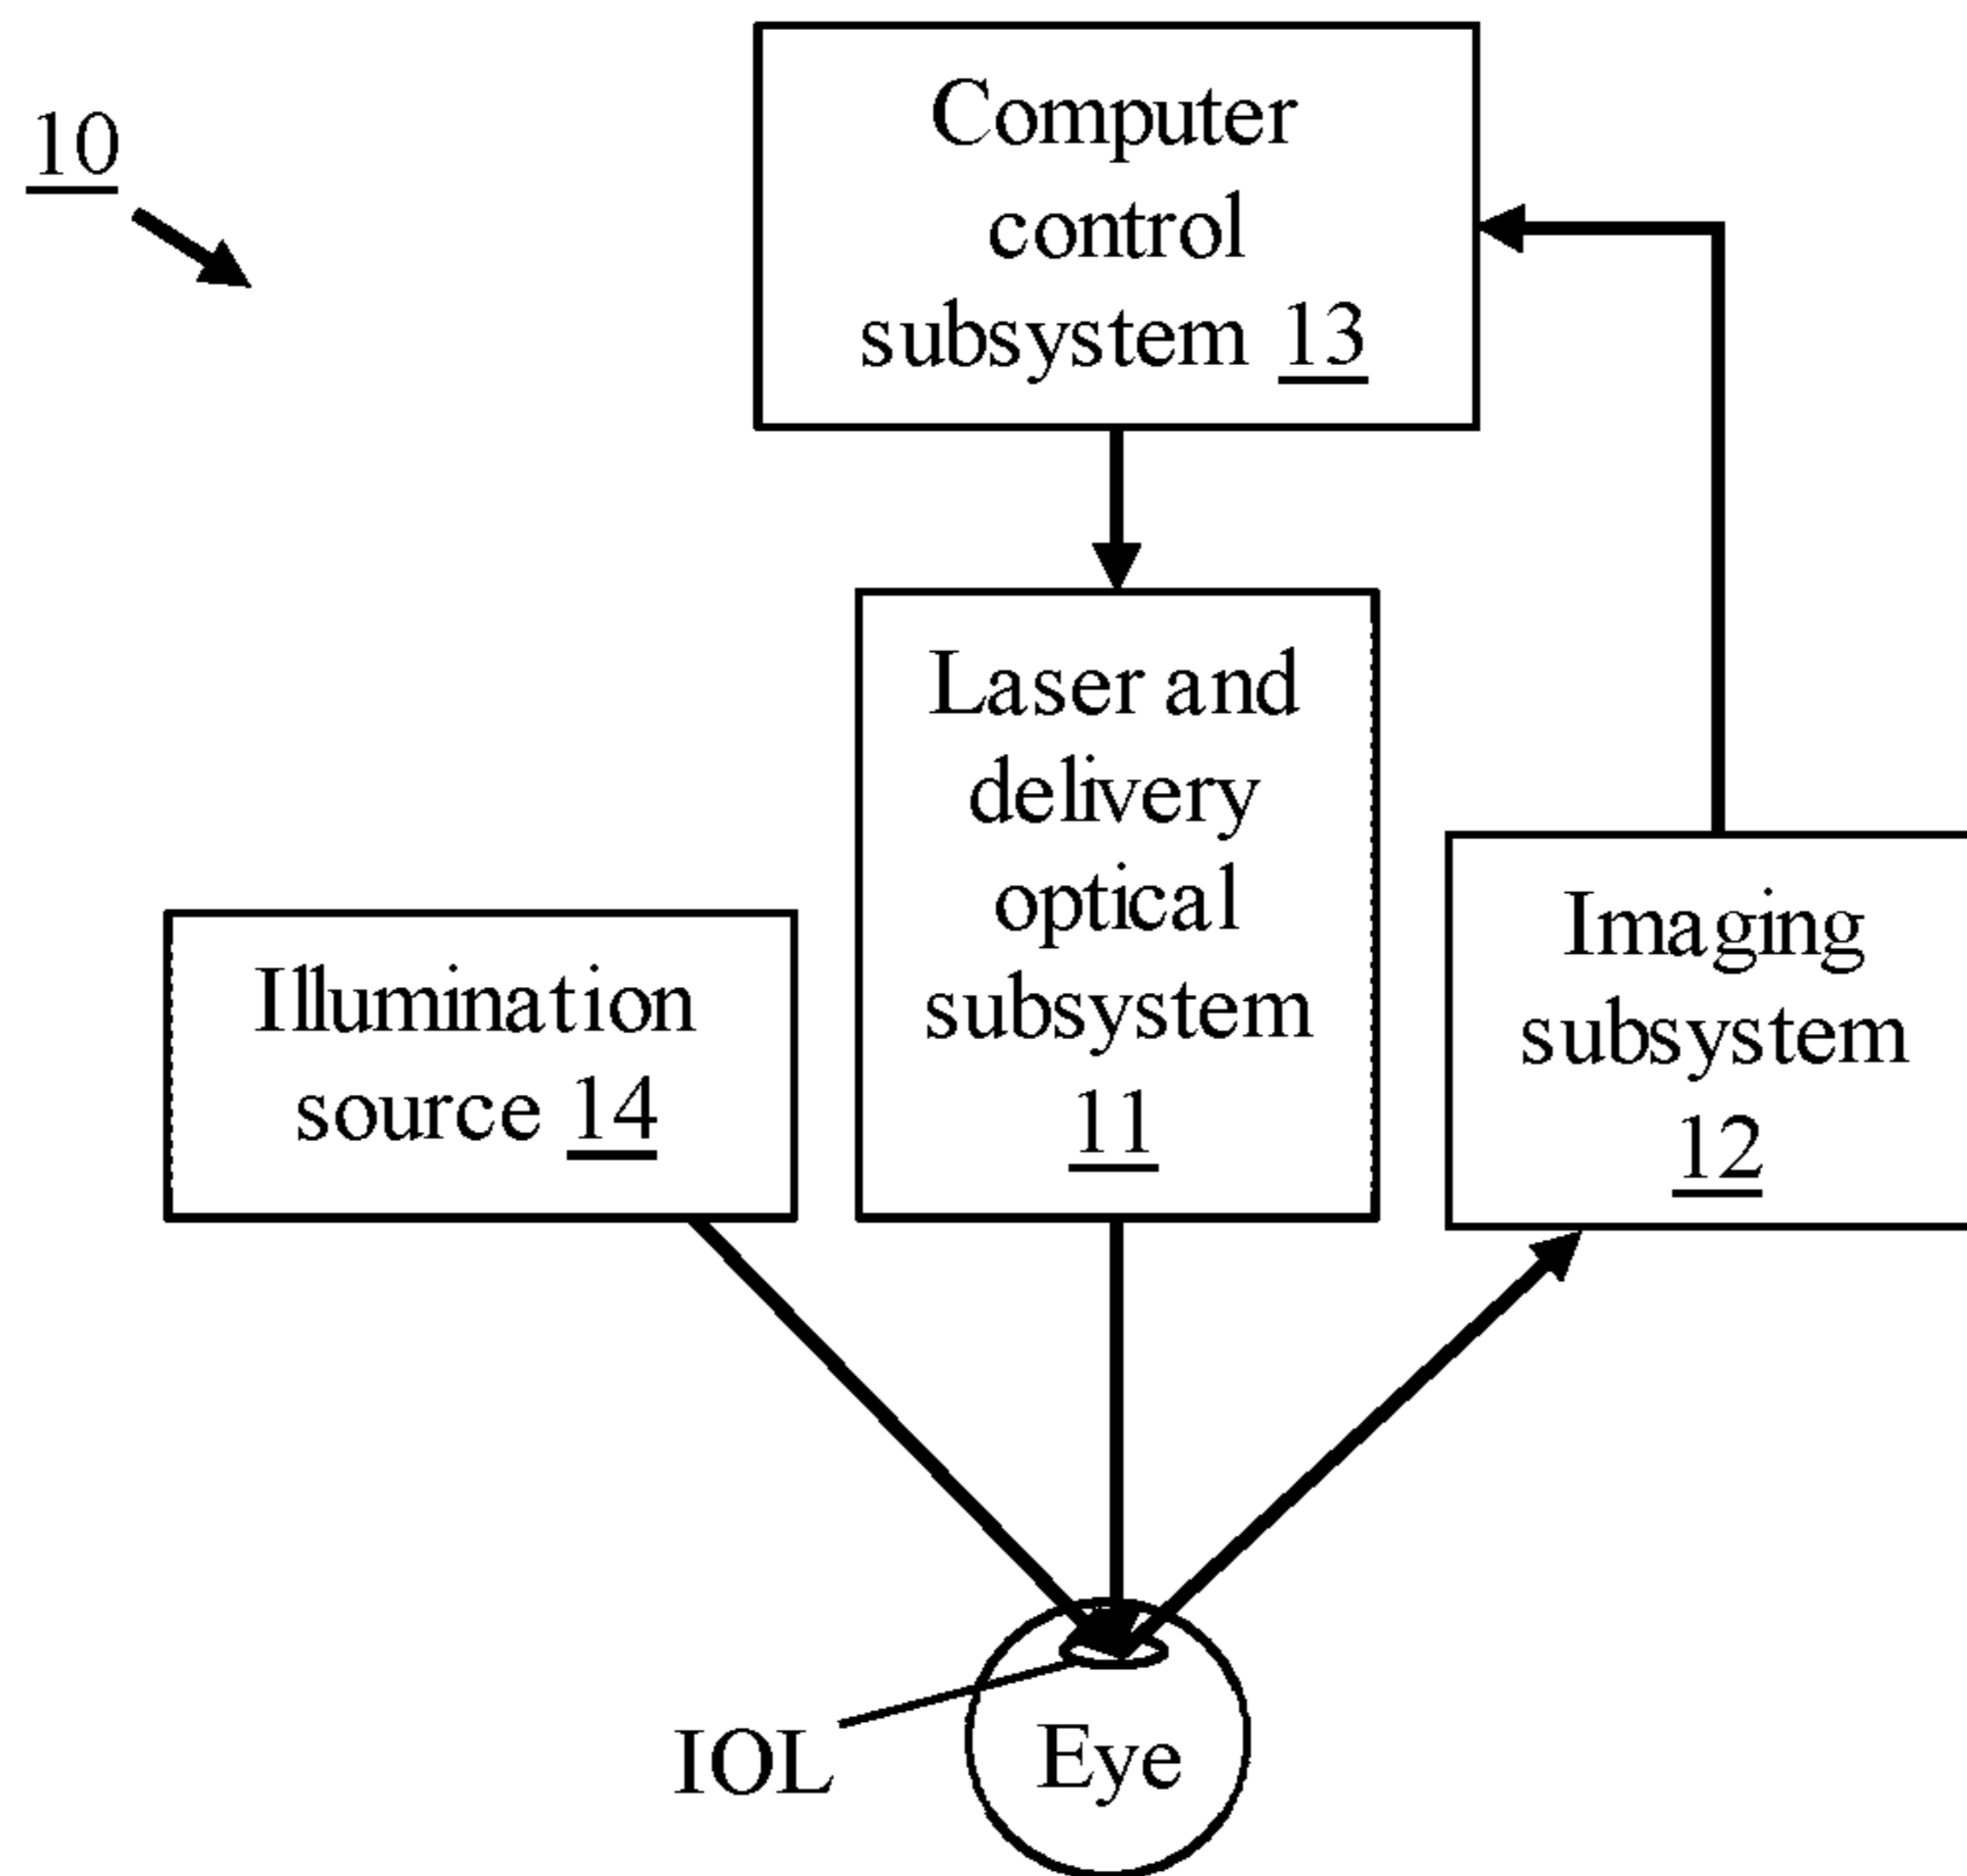 10
Computer
control
subsystem 13
Laser and
delivery
optical
subsystem
11
Illumination
source 14
Imaging
subsystem
12
IOL
Eye